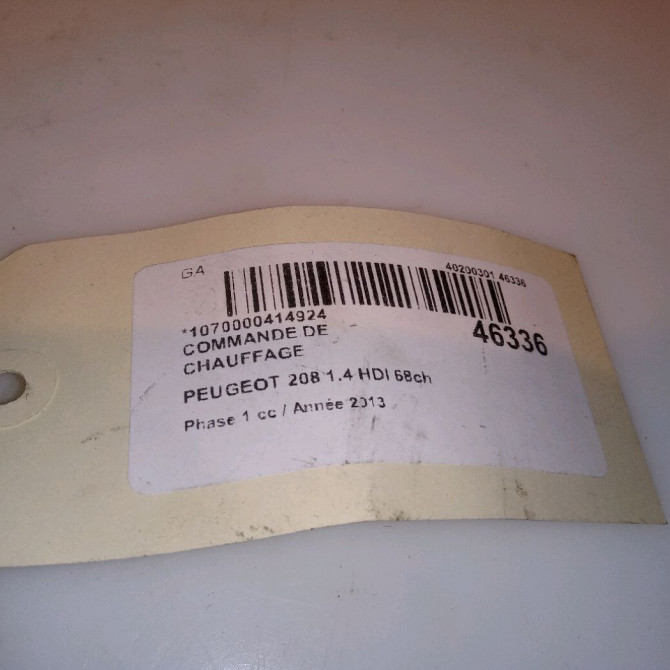 GA
40200301 46336
*1070000414924
46336
COMMANDE DE
CHAUFFAGE
PEUGEOT 208 1.4 HDI 68ch
Phase 1 cc / Année 2013